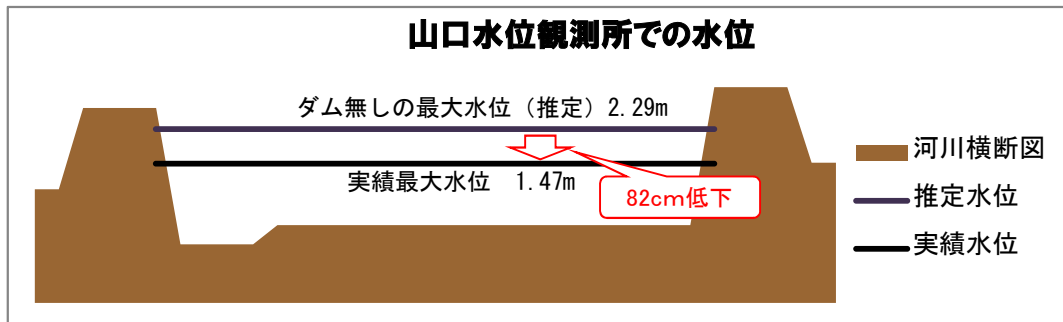 山口水位観測所での水位
ダム無しの最大水位（推定）2.29m
実績最大水位　1.47m
82cm低下
河川横断図
推定水位
実績水位